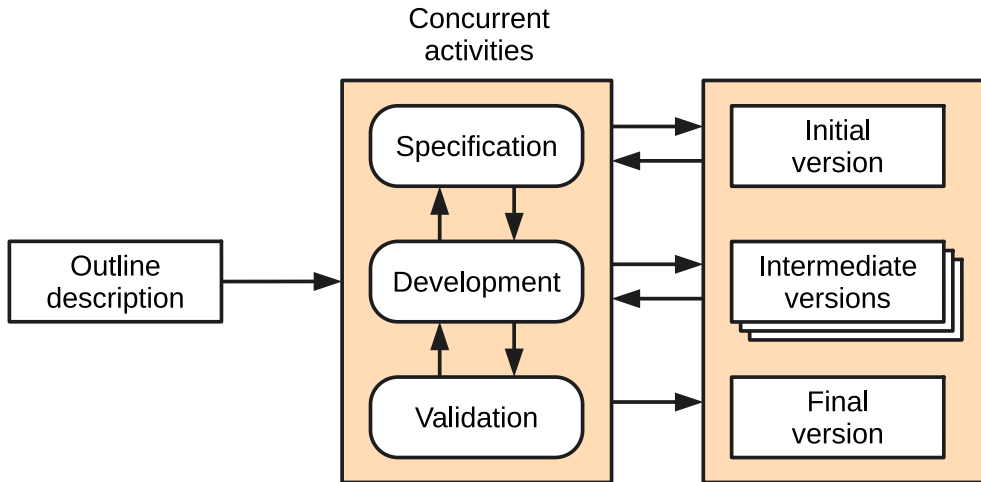 Concurrent
activities
Specification
Initial
version
Outline
description
Development
Intermediate
versions
Validation
Final
version